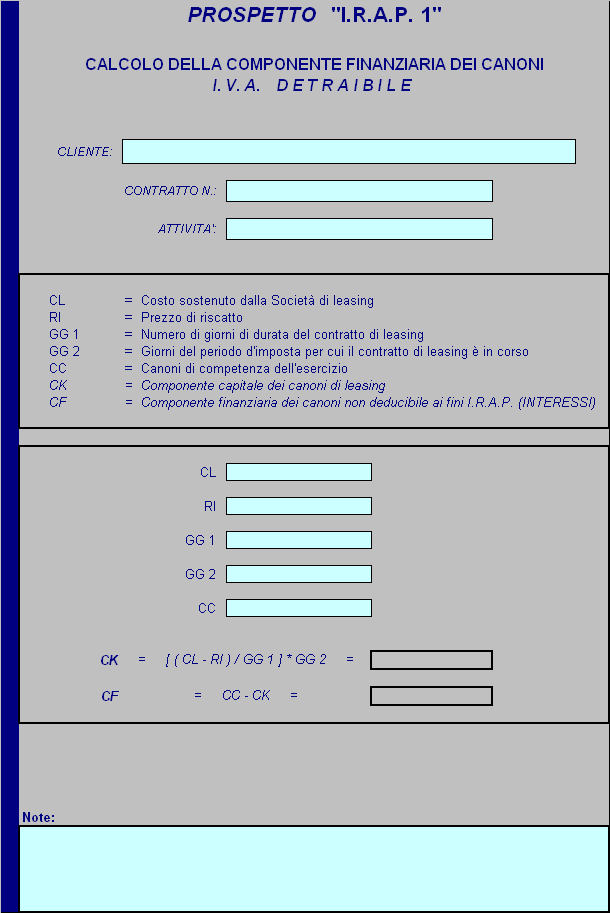 PROSPETTO "I.R.A.P. 1"
CALCOLO DELLA COMPONENTE FINANZIARIA DEI CANONI
I. V. A. D E T R A I B I L E
CLIENTE:
CONTRATTO N.:
ATTIVITA':
CL = Costo sostenuto dalla Società di leasing
RI = Prezzo di riscatto
GG 1 = Numero di giorni di durata del contratto di leasing
GG 2 = Giorni del periodo d'imposta per cui il contratto di leasing è in corso
CC = Canoni di competenza dell'esercizio
CK = Componente capitale dei canoni di leasing
CF = Componente finanziaria dei canoni non deducibile ai fini I.R.A.P. (INTERESSI)
CL
RI
GG 1
GG 2
CC
CK = [ ( CL - RI ) / GG 1 ] * GG 2 =
CF = CC - CK =
Note: